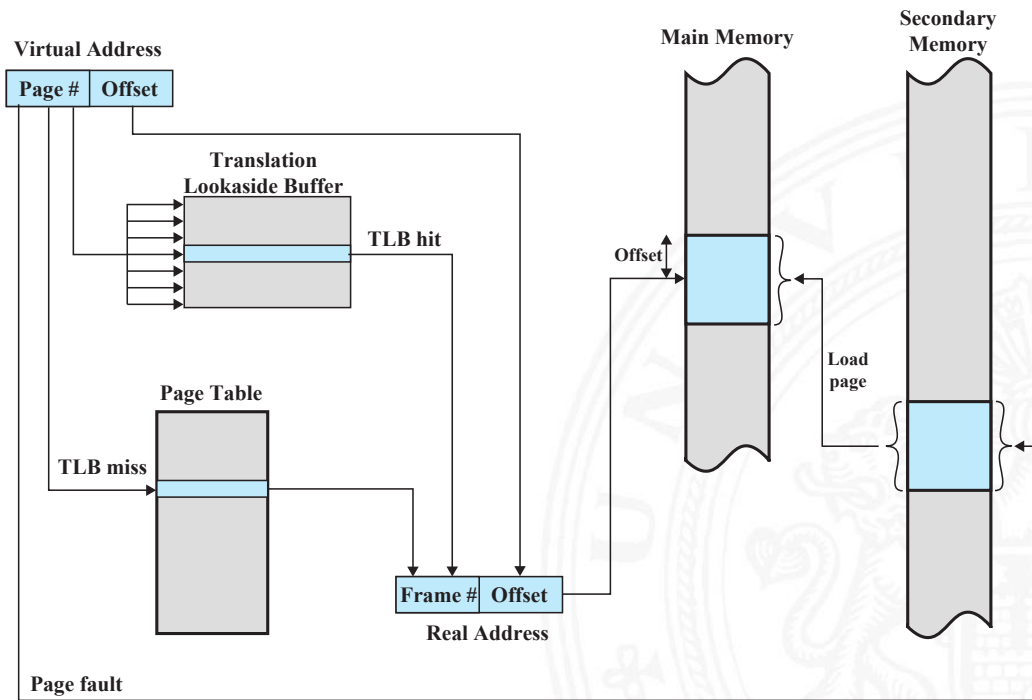 Virtual Address
Page #
Offset
Translation
Lookaside Buffer
TLB hit
Page Table
TLB miss
Frame #
Offset
Real Address
Page fault
Main Memory
Offset
Load
page
Secondary
Memory